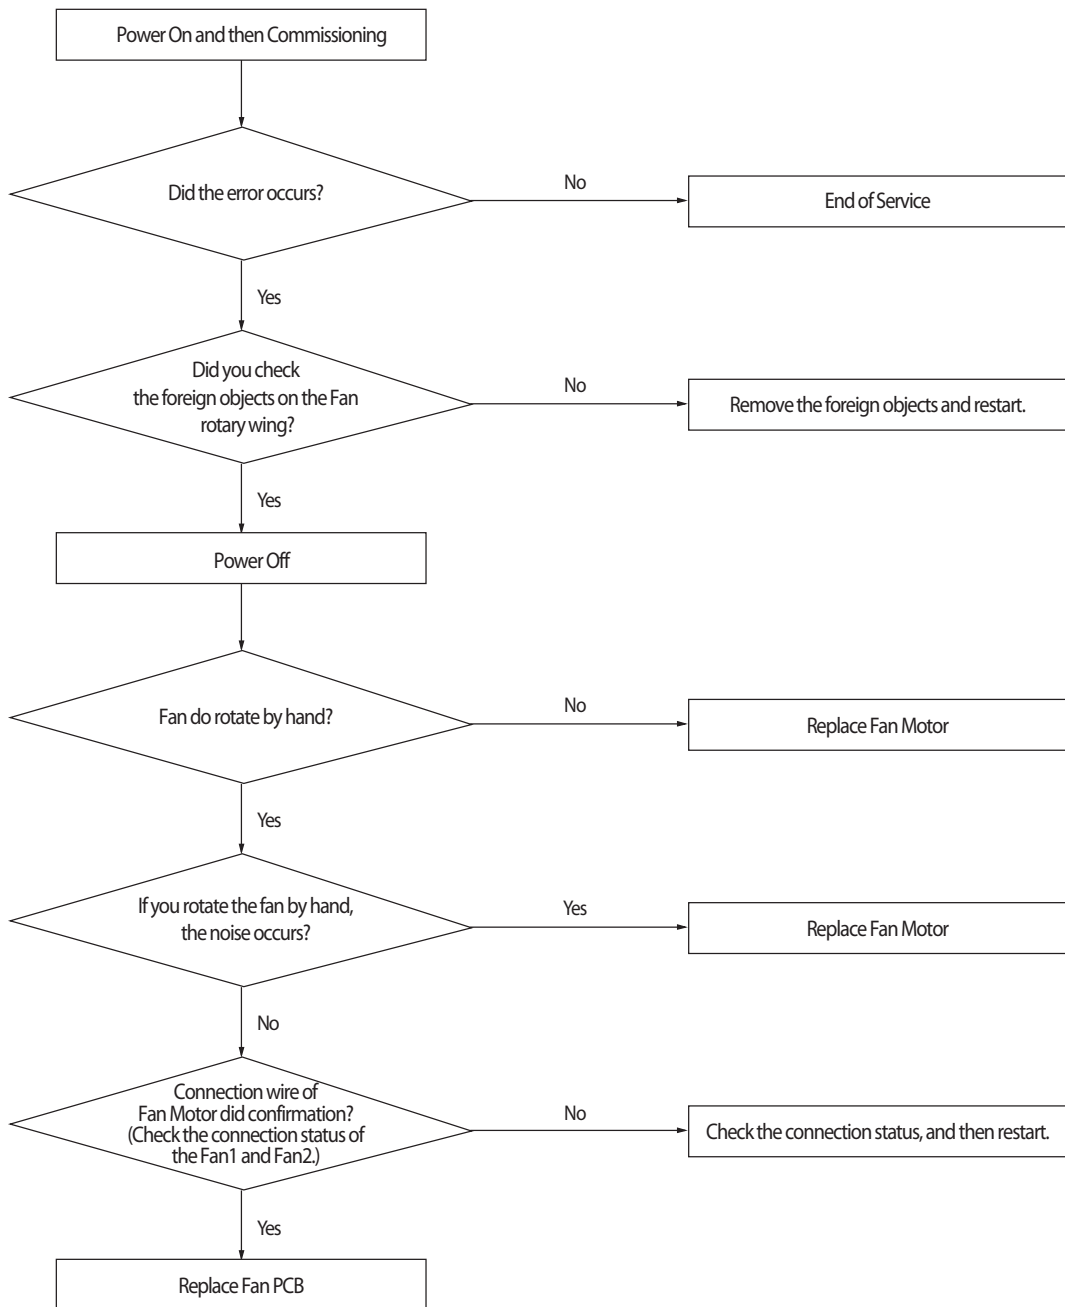 Power On and then Commissioning
Did the error occurs?
No
End of Service
Yes
Did you check
the foreign objects on the Fan
rotary wing?
No
Remove the foreign objects and restart.
Yes
Power Off
Fan do rotate by hand?
No
Replace Fan Motor
Yes
If you rotate the fan by hand,
the noise occurs?
Yes
Replace Fan Motor
No
Connection wire of
Fan Motor did confirmation?
(Check the connection status of
the Fan1 and Fan2.)
No
Check the connection status, and then restart.
Yes
Replace Fan PCB